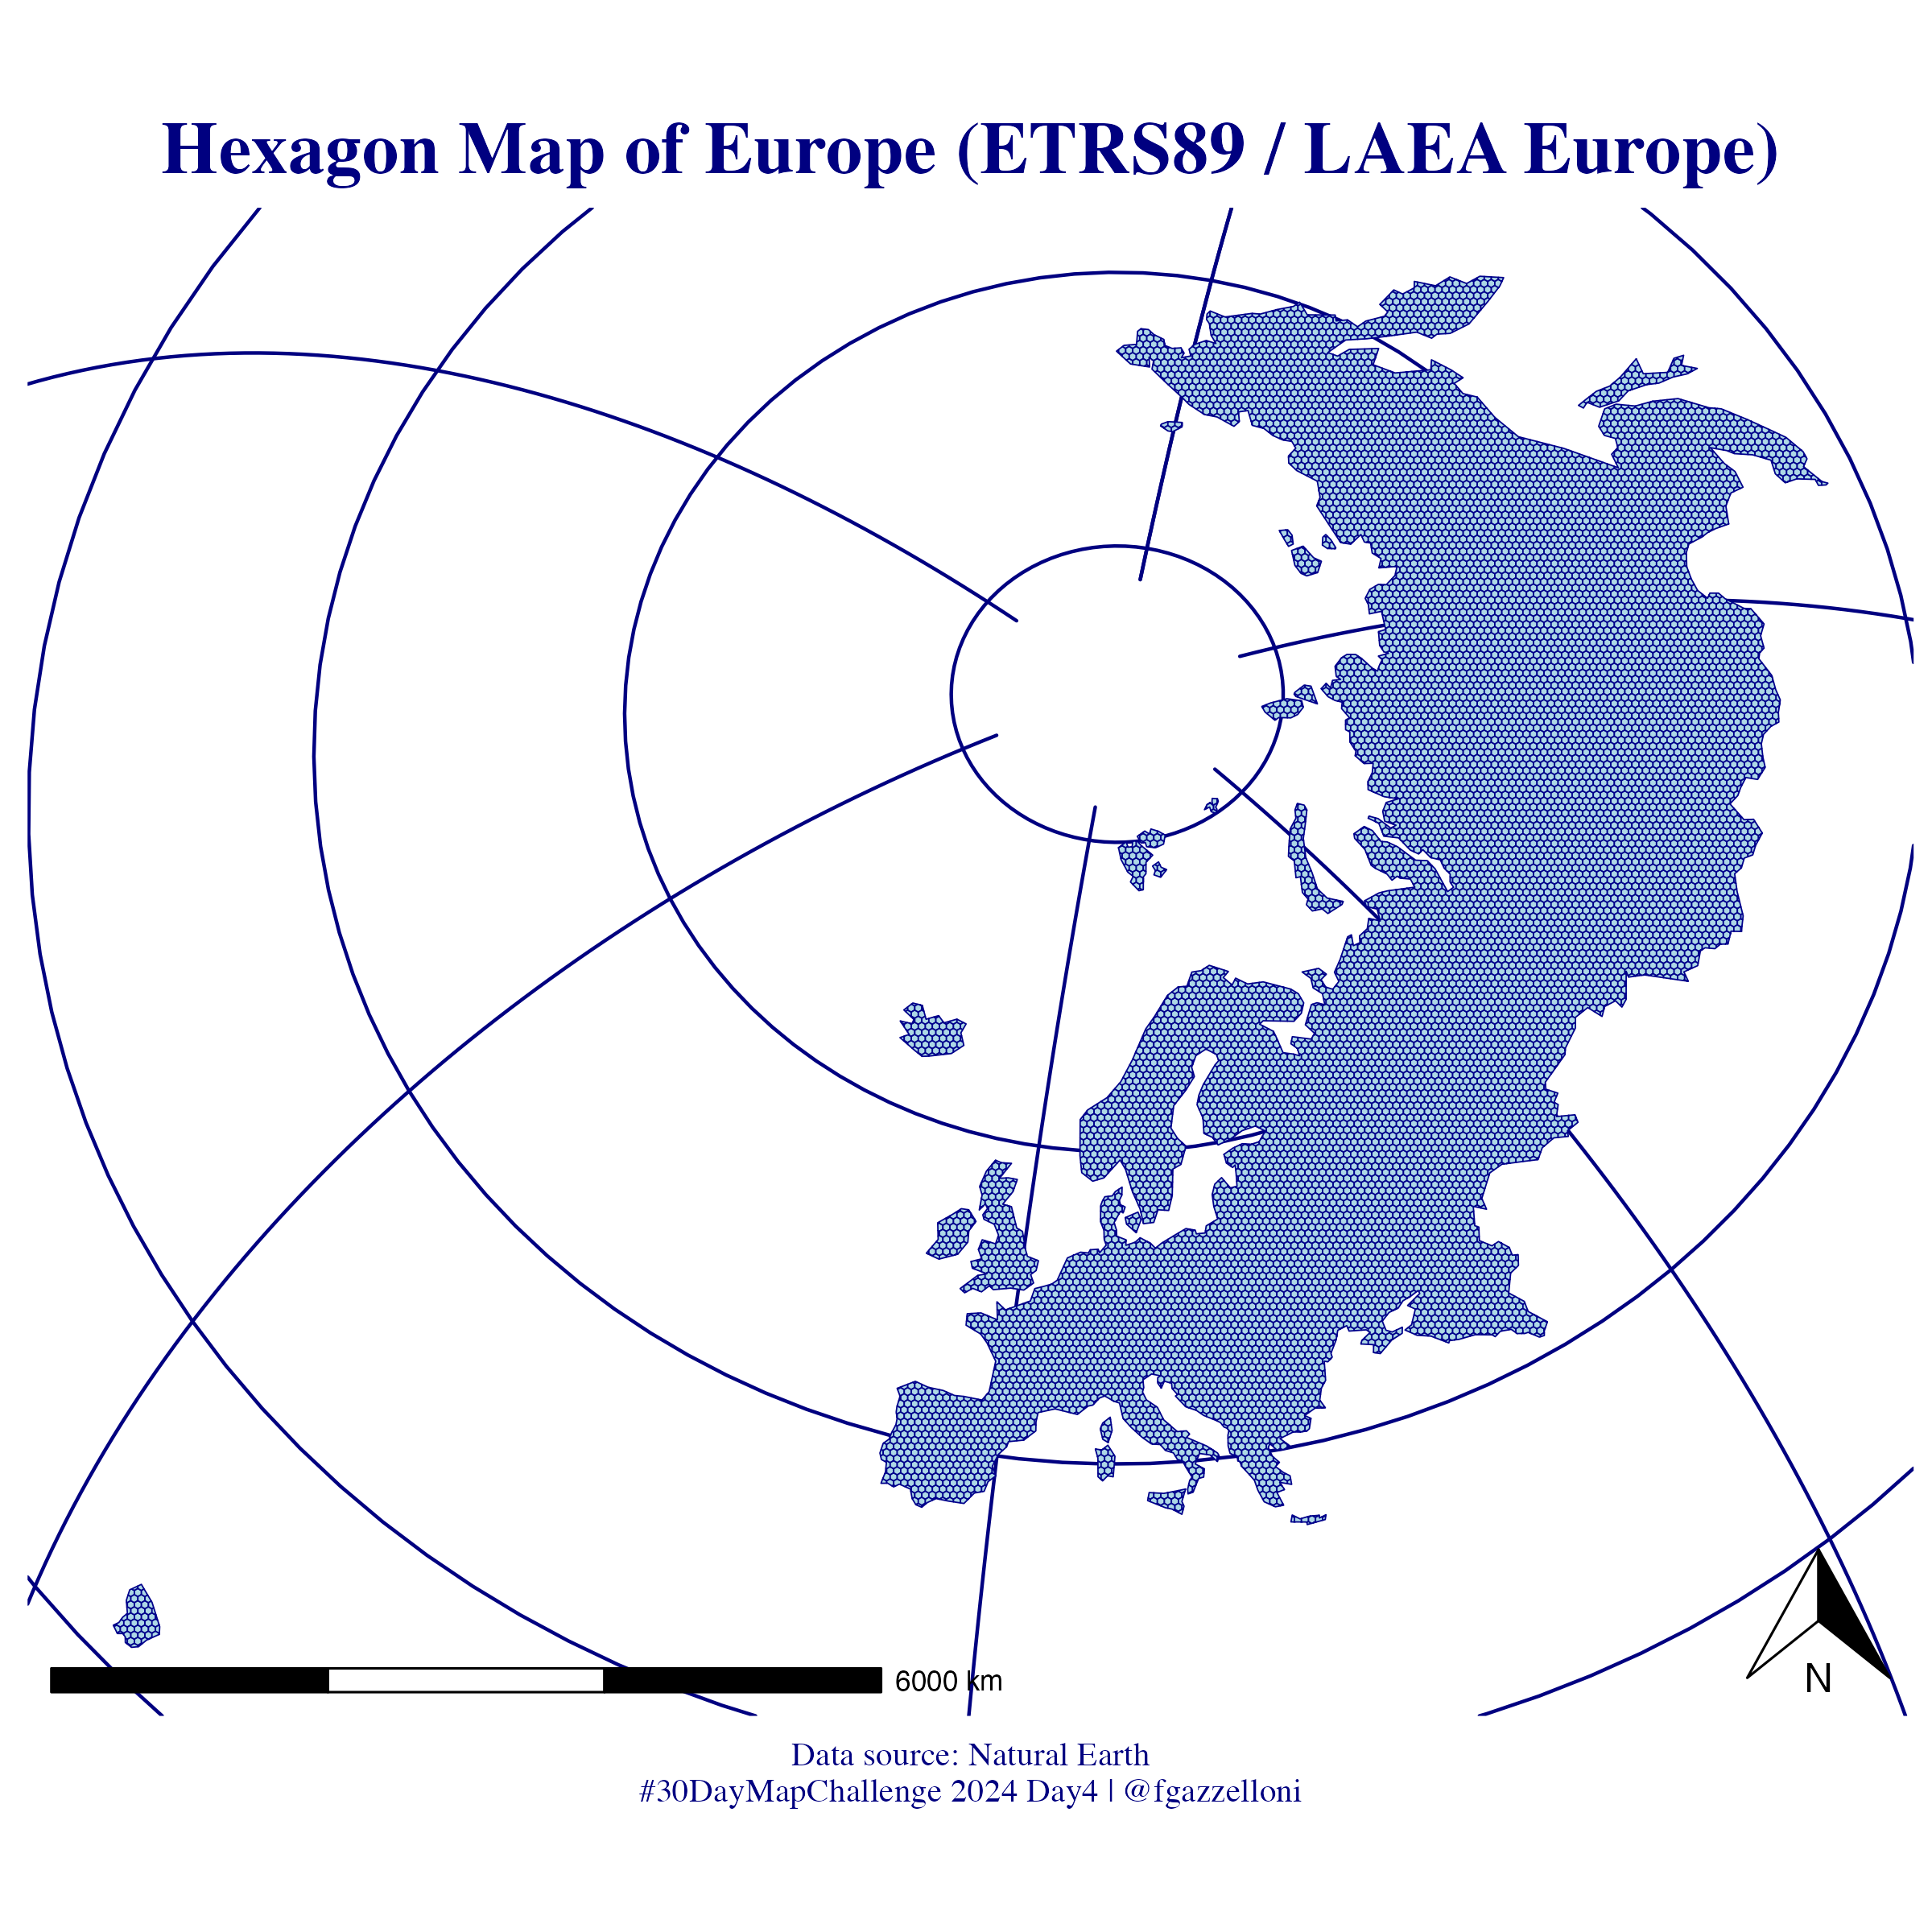 Hexagon Map of Europe (ETRS89 / LAEA Europe)
6000 km
N
Data source: Natural Earth
#30DayMapChallenge 2024 Day4 | @fgazzelloni